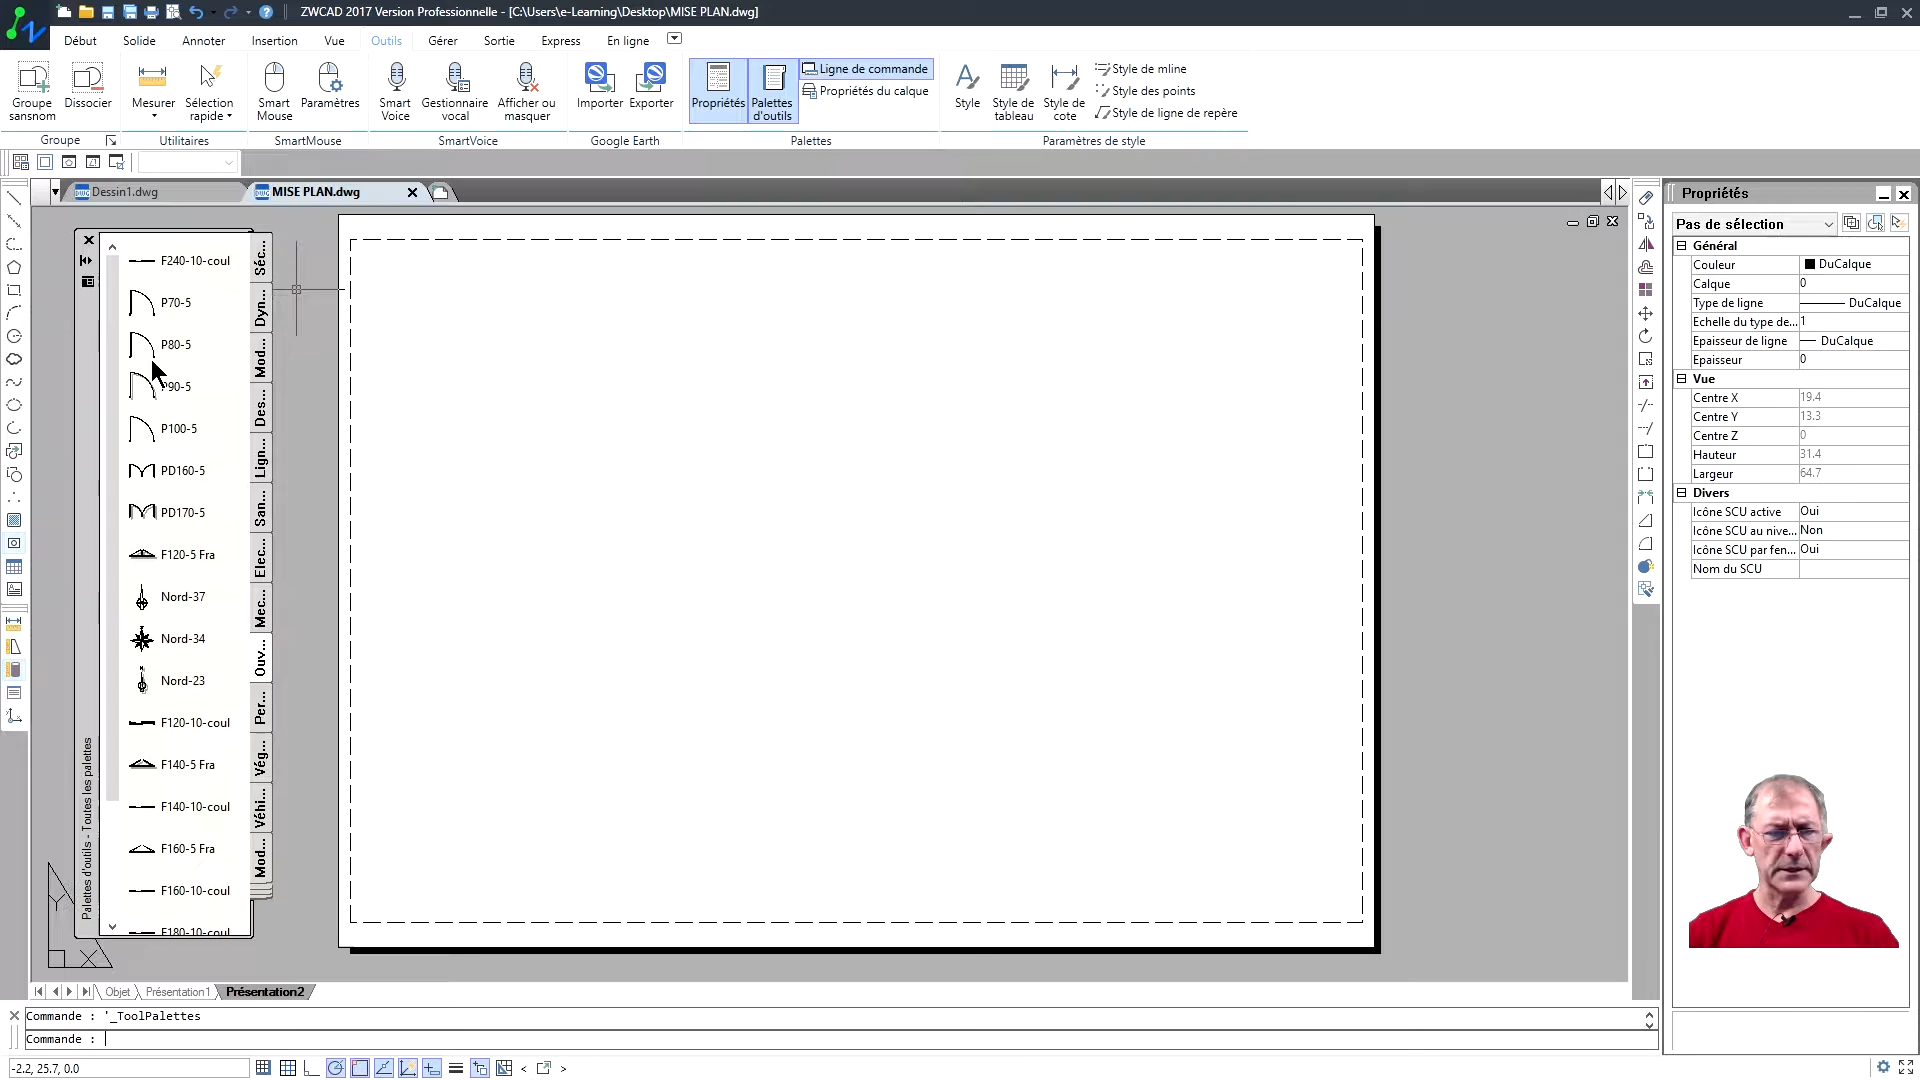 ZWCAD 2017 Version Professionnelle - [C:\Users\e-Learning\Desktop\MISE PLAN.dwg]
Début Solide Annoter Insertion Vue Outils Gérer Sortie Express En ligne
Groupe sansnom
Dissocier
Mesurer
Sélection rapide
Smart Mouse
Paramètres
Smart Voice
Gestionnaire vocal
Afficher ou masquer
Importer
Exporter
Propriétés
Palettes d'outils
Ligne de commande
Propriétés du calque
Style
Style de tableau
Style de cote
Style de mline
Style des points
Style de ligne de repère
Groupe Utilitaires SmartMouse SmartVoice Google Earth Palettes Paramètres de style
Dessin1.dwg
MISE PLAN.dwg
F240-10-coul
P70-5
P80-5
P90-5
P100-5
PD160-5
PD170-5
F120-5 Fra
Nord-37
Nord-34
Nord-23
F120-10-coul
F140-5 Fra
F140-10-coul
F160-5 Fra
F160-10-coul
F180-10-coul
Séc...
Dyn...
Mod...
Des...
Lign...
San...
Elec...
Mec...
Ouv...
Per...
Vég...
Véhi...
Mod...
Palettes d'outils - Toutes les palettes
Y
X
Propriétés
Pas de sélection
Général
Couleur DuCalque
Calque 0
Type de ligne DuCalque
Echelle du type de... 1
Epaisseur de ligne DuCalque
Epaisseur 0
Vue
Centre X 19.4
Centre Y 13.3
Centre Z 0
Hauteur 31.4
Largeur 64.7
Divers
Icône SCU active Oui
Icône SCU au nive... Non
Icône SCU par fen... Oui
Nom du SCU
Objet Présentation1 Présentation2
Commande : '_ToolPalettes
Commande :
-2.2, 25.7, 0.0